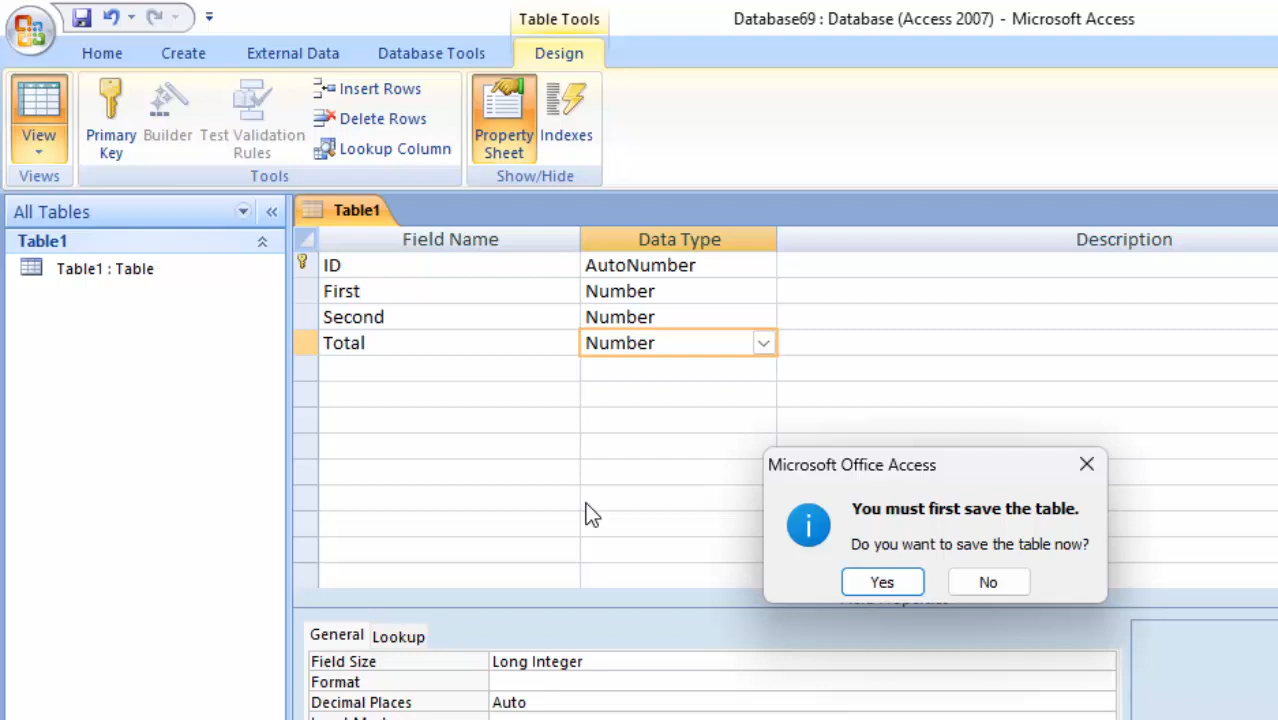 Table Tools
Database69 : Database (Access 2007) - Microsoft Access
Home
Create
External Data
Database Tools
Design
View
Primary Key
Builder
Test Validation Rules
Insert Rows
Delete Rows
Lookup Column
Property Sheet
Indexes
Views
Tools
Show/Hide
All Tables
Table1
Table1
Table1 : Table
Field Name
Data Type
Description
ID
AutoNumber
First
Number
Second
Number
Total
Number
Microsoft Office Access
You must first save the table.
Do you want to save the table now?
Yes
No
General
Lookup
Field Size
Long Integer
Format
Decimal Places
Auto